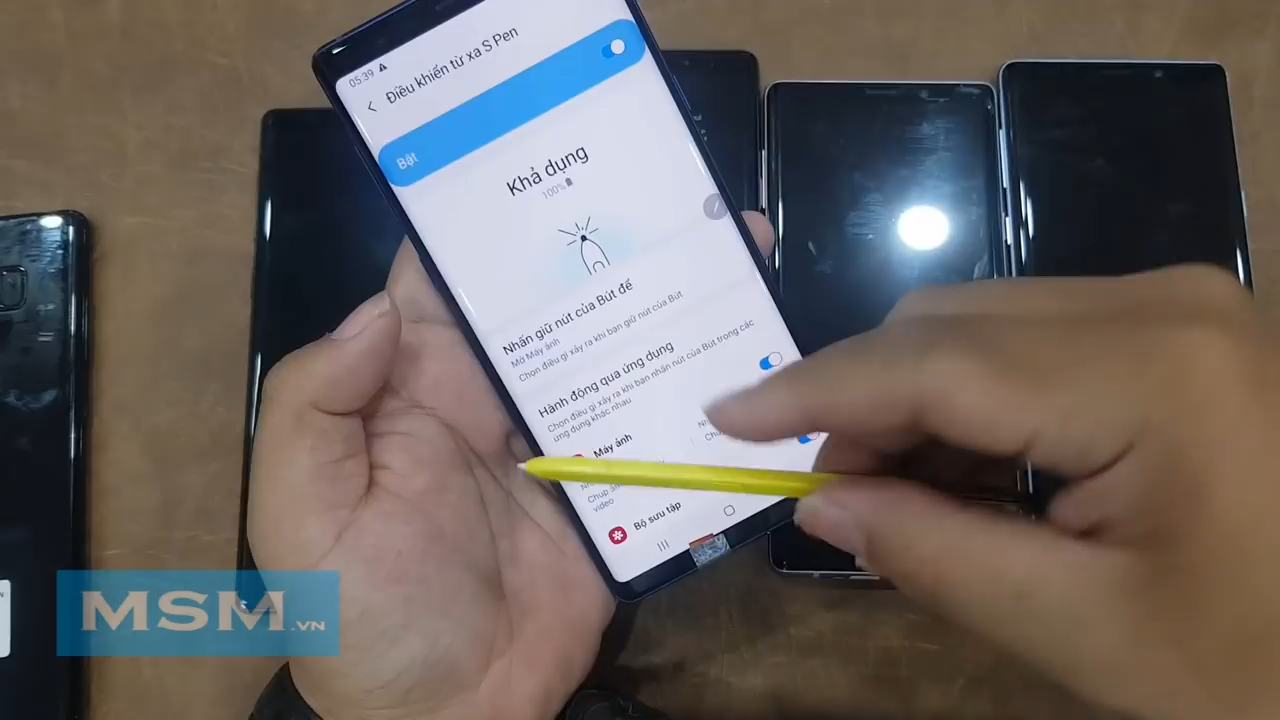 05:39
Điều khiển từ xa S Pen
Bật
Khả dụng
100%
Nhấn giữ nút của Bút để
Mở Máy ảnh
Chọn điều gì xảy ra khi bạn giữ nút của Bút
Hành động qua ứng dụng
Chọn điều gì xảy ra khi bạn nhấn nút của Bút trong các
ứng dụng khác nhau
Máy ảnh
Chụp
video
Bộ sưu tập
MSM.VN